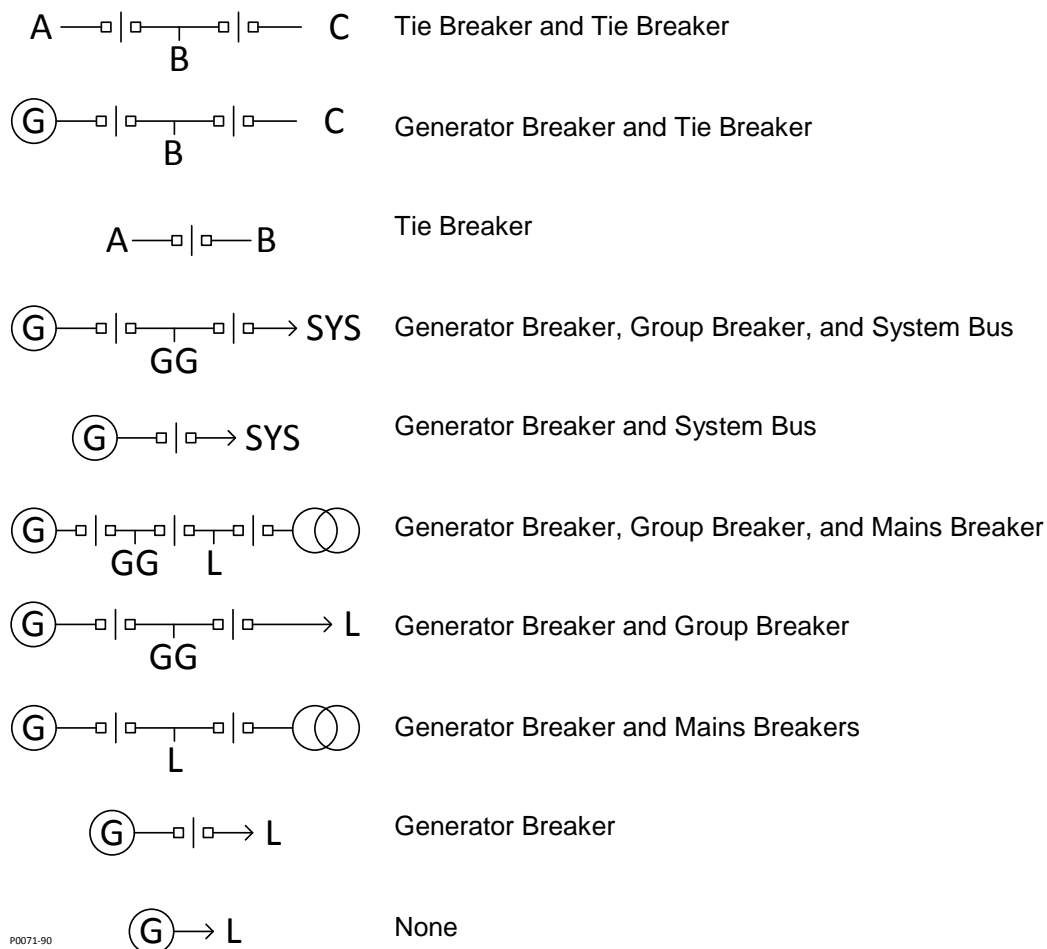 A C Tie Breaker and Tie Breaker
B
G C Generator Breaker and Tie Breaker
B
A B Tie Breaker
G SYS Generator Breaker, Group Breaker, and System Bus
GG
G SYS Generator Breaker and System Bus
G Generator Breaker, Group Breaker, and Mains Breaker
GG L
G L Generator Breaker and Group Breaker
GG
G Generator Breaker and Mains Breakers
L
G L Generator Breaker
G L None
P0071-90